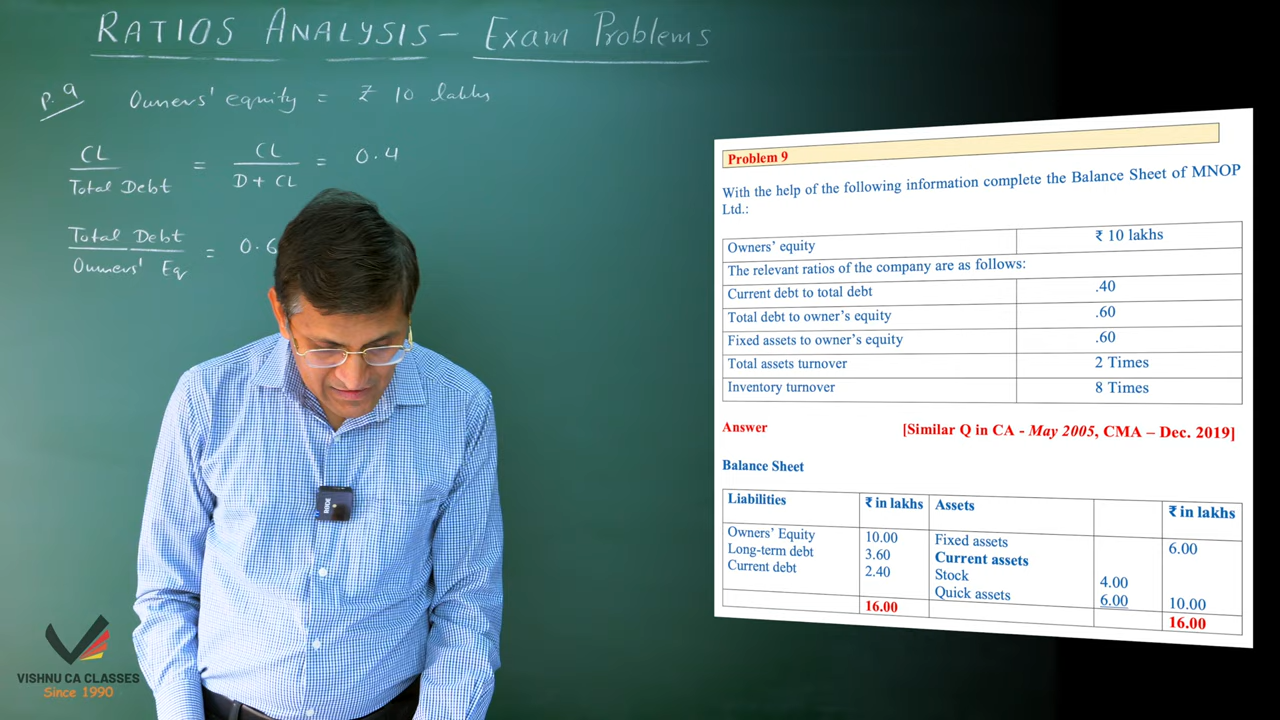 RATIOS ANALYSIS - Exam Problems
P. 9 Owners' equity = ₹ 10 lakhs
CL / Total Debt = CL / D + CL = 0.4
Total Debt / Owners' Eq = 0.6
Problem 9
With the help of the following information complete the Balance Sheet of MNOP
Ltd.:
Owners' equity ₹ 10 lakhs
The relevant ratios of the company are as follows:
Current debt to total debt .40
Total debt to owner's equity .60
Fixed assets to owner's equity .60
Total assets turnover 2 Times
Inventory turnover 8 Times
Answer [Similar Q in CA - May 2005, CMA – Dec. 2019]
Balance Sheet
Liabilities ₹ in lakhs Assets ₹ in lakhs
Owners' Equity 10.00 Fixed assets 6.00
Long-term debt 3.60 Current assets
Current debt 2.40 Stock 4.00
Quick assets 6.00 10.00
16.00 16.00
RODE
VISHNU CA CLASSES
Since 1990